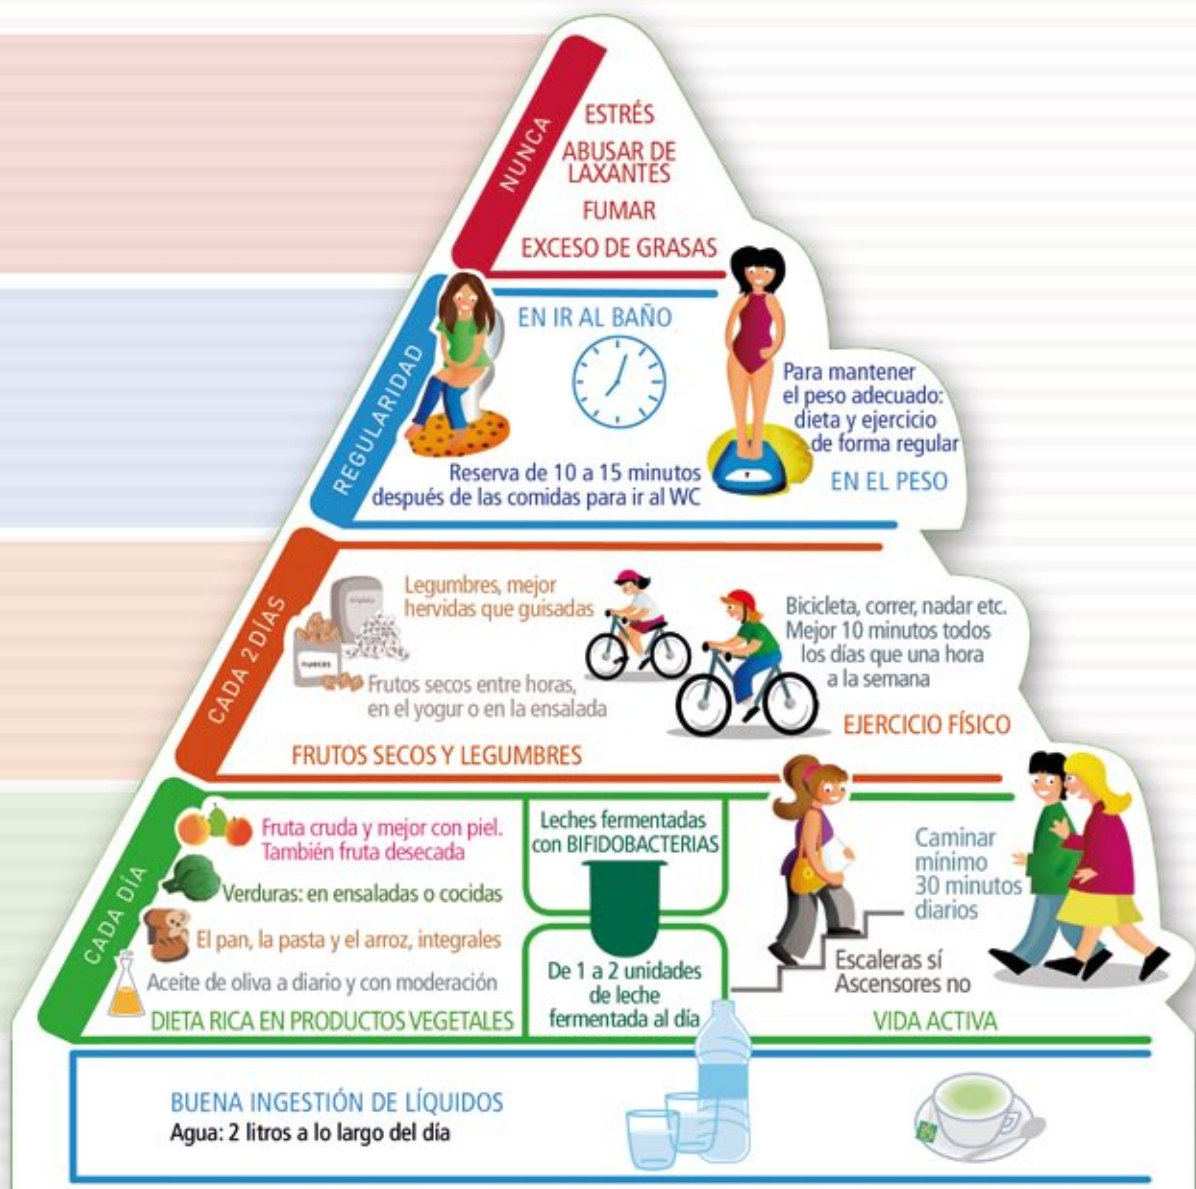 NUNCA
ESTRÉS
ABUSAR DE
LAXANTES
FUMAR
EXCESO DE GRASAS
REGULARIDAD
EN IR AL BAÑO
Reserva de 10 a 15 minutos
después de las comidas para ir al WC
Para mantener
el peso adecuado:
dieta y ejercicio
de forma regular
EN EL PESO
CADA 2 DÍAS
Legumbres, mejor
hervidas que guisadas
nueces
Frutos secos entre horas,
en el yogur o en la ensalada
FRUTOS SECOS Y LEGUMBRES
Bicicleta, correr, nadar etc.
Mejor 10 minutos todos
los días que una hora
a la semana
EJERCICIO FÍSICO
CADA DÍA
Fruta cruda y mejor con piel.
También fruta desecada
Verduras: en ensaladas o cocidas
El pan, la pasta y el arroz, integrales
Aceite de oliva a diario y con moderación
DIETA RICA EN PRODUCTOS VEGETALES
Leches fermentadas
con BIFIDOBACTERIAS
De 1 a 2 unidades
de leche
fermentada al día
Caminar
mínimo
30 minutos
diarios
Escaleras sí
Ascensores no
VIDA ACTIVA
BUENA INGESTIÓN DE LÍQUIDOS
Agua: 2 litros a lo largo del día